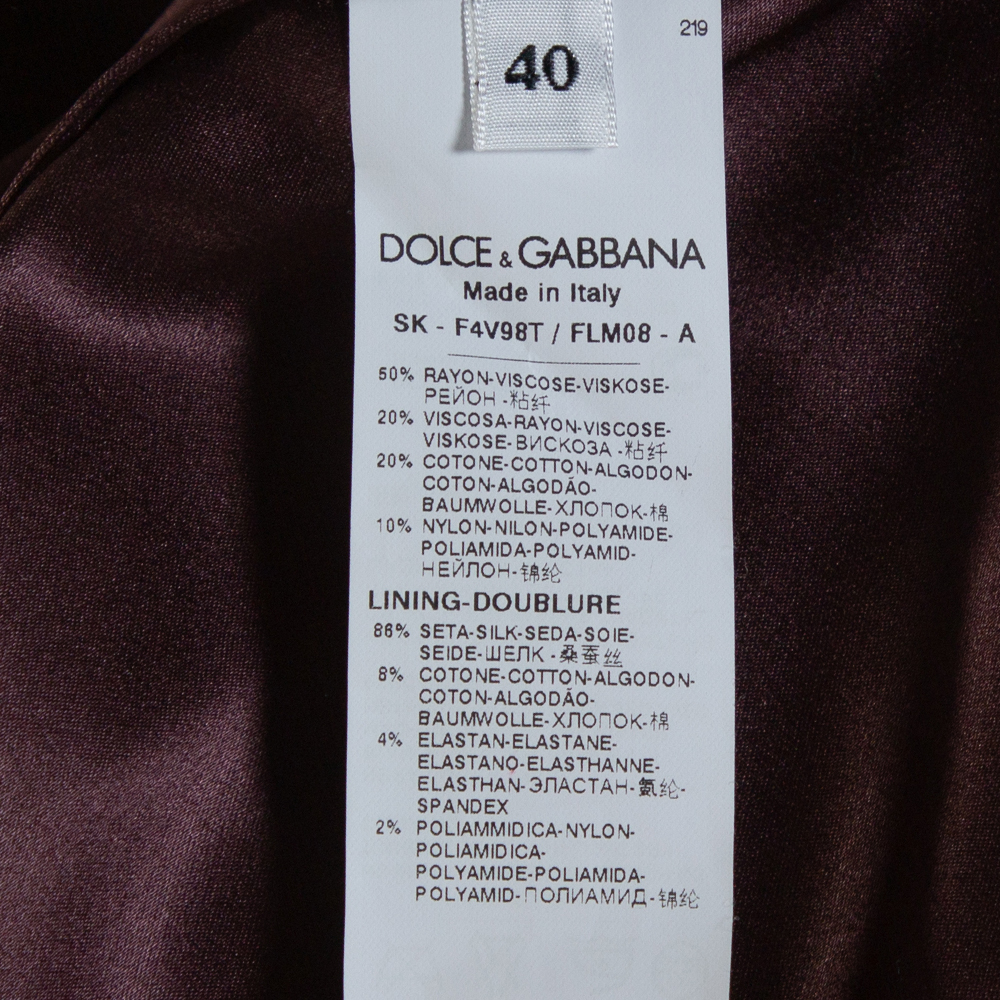 219
40
DOLCE & GABBANA
Made in Italy
SK - F4V98T / FLM08 - A
50% RAYON-VISCOSE-VISKOSE-
РЕЙОН -粘纤
20% VISCOSA-RAYON-VISCOSE-
VISKOSE-ВИСКОЗА -粘纤
20% COTONE-COTTON-ALGODON-
COTON-ALGODÃO-
BAUMWOLLE-ХЛОПОК-棉
10% NYLON-NILON-POLYAMIDE-
POLIAMIDA-POLYAMID-
НЕЙЛОН-锦纶
LINING-DOUBLURE
86% SETA-SILK-SEDA-SOIE-
SEIDE-ШЕЛК -桑蚕丝
8% COTONE-COTTON-ALGODON-
COTON-ALGODÃO-
BAUMWOLLE-ХЛОПОК-棉
4% ELASTAN-ELASTANE-
ELASTANO-ELASTHANNE-
ELASTHAN-ЭЛАСТАН-氨纶-
SPANDEX
2% POLIAMMIDICA-NYLON-
POLIAMIDICA-
POLYAMIDE-POLIAMIDA-
POLYAMID-ПОЛИАМИД-锦纶